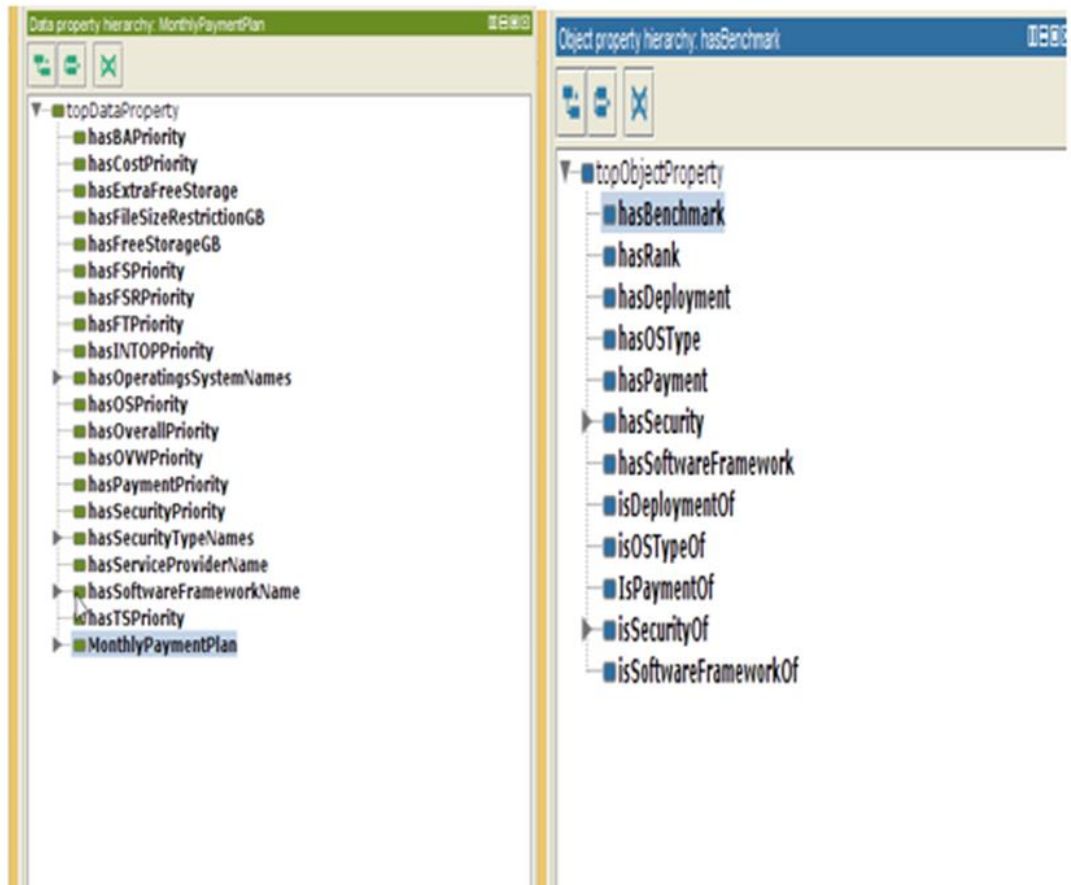 Data property hierarchy: MonthlyPaymentPlan
topDataProperty
hasBAPriority
hasCostPriority
hasExtraFreeStorage
hasFileSizeRestrictionGB
hasFreeStorageGB
hasFSPriority
hasFSRPriority
hasFTPriority
hasINTOPPriority
hasOperatingsSystemNames
hasOSPriority
hasOverallPriority
hasOVWPriority
hasPaymentPriority
hasSecurityPriority
hasSecurityTypeNames
hasServiceProviderName
hasSoftwareFrameworkName
hasTSPriority
MonthlyPaymentPlan
Object property hierarchy: hasBenchmark
topObjectProperty
hasBenchmark
hasRank
hasDeployment
hasOSType
hasPayment
hasSecurity
hasSoftwareFramework
isDeploymentOf
isOSTypeOf
IsPaymentOf
isSecurityOf
isSoftwareFrameworkOf